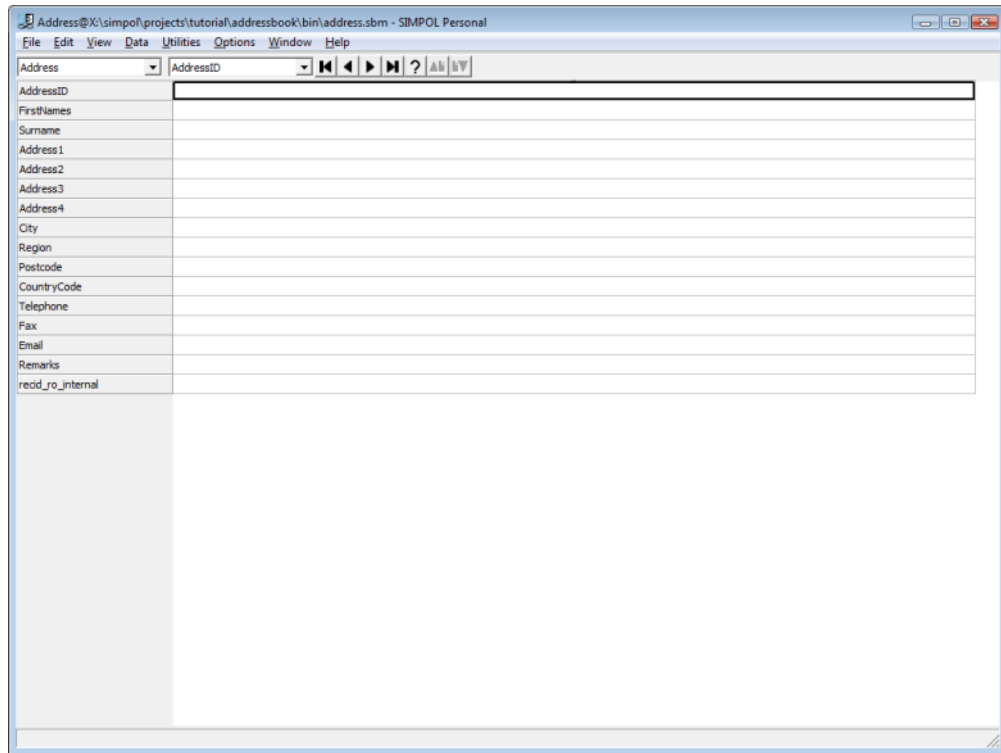 Address@X:\simpol\projects\tutorial\addressbook\bin\address.sbm - SIMPOL Personal
File Edit View Data Utilities Options Window Help
Address AddressID ?
AddressID
FirstNames
Surname
Address1
Address2
Address3
Address4
City
Region
Postcode
CountryCode
Telephone
Fax
Email
Remarks
recid_ro_internal